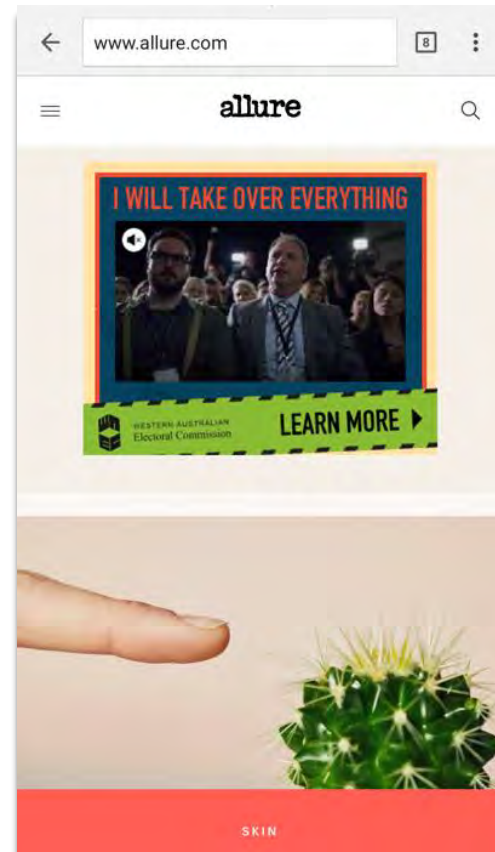 www.allure.com
8
allure
I WILL TAKE OVER EVERYTHING
WESTERN AUSTRALIAN
Electoral Commission
LEARN MORE
SKIN